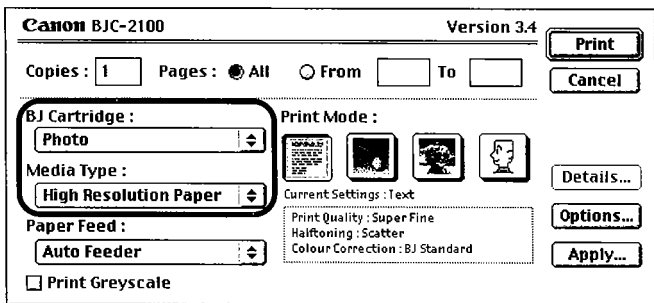 Canon BJC-2100 Version 3.4
Print
Copies : 1 Pages : All From To
Cancel
BJ Cartridge :
Photo
Media Type :
High Resolution Paper
Paper Feed :
Auto Feeder
Print Greyscale
Print Mode :
Current Settings : Text
Print Quality : Super Fine
Halftoning : Scatter
Colour Correction : BJ Standard
Details...
Options...
Apply...